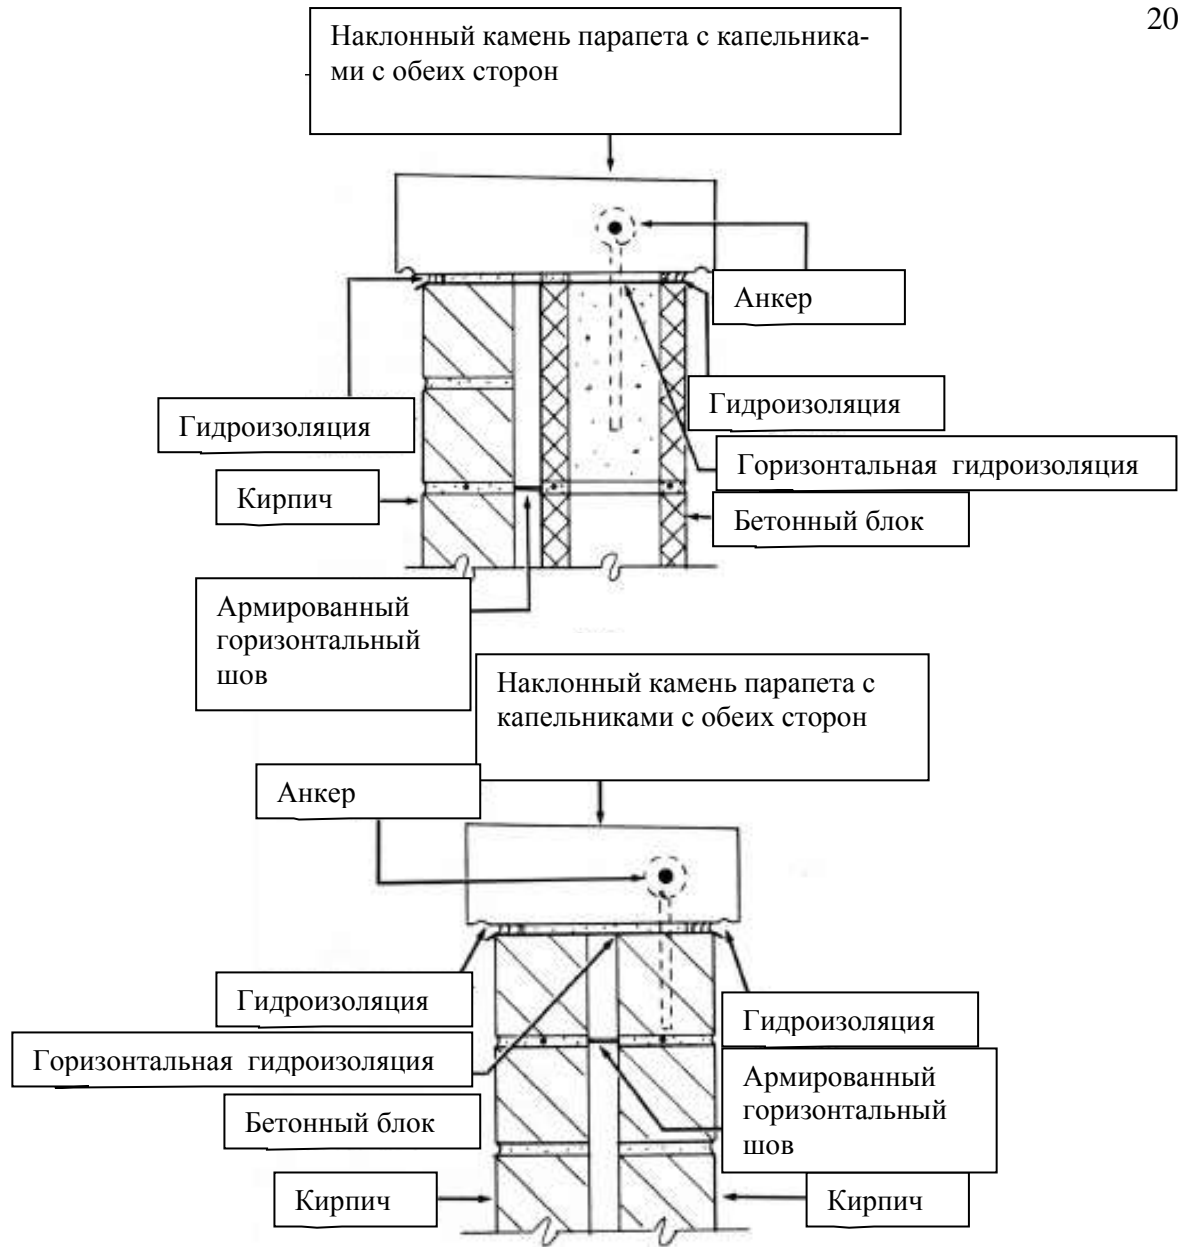 20
Наклонный камень парапета с капельника-
ми с обеих сторон
Анкер
Гидроизоляция
Гидроизоляция
Горизонтальная гидроизоляция
Кирпич
Бетонный блок
Армированный
горизонтальный
шов
Наклонный камень парапета с
капельниками с обеих сторон
Анкер
Гидроизоляция
Гидроизоляция
Горизонтальная гидроизоляция
Армированный
горизонтальный
шов
Бетонный блок
Кирпич
Кирпич